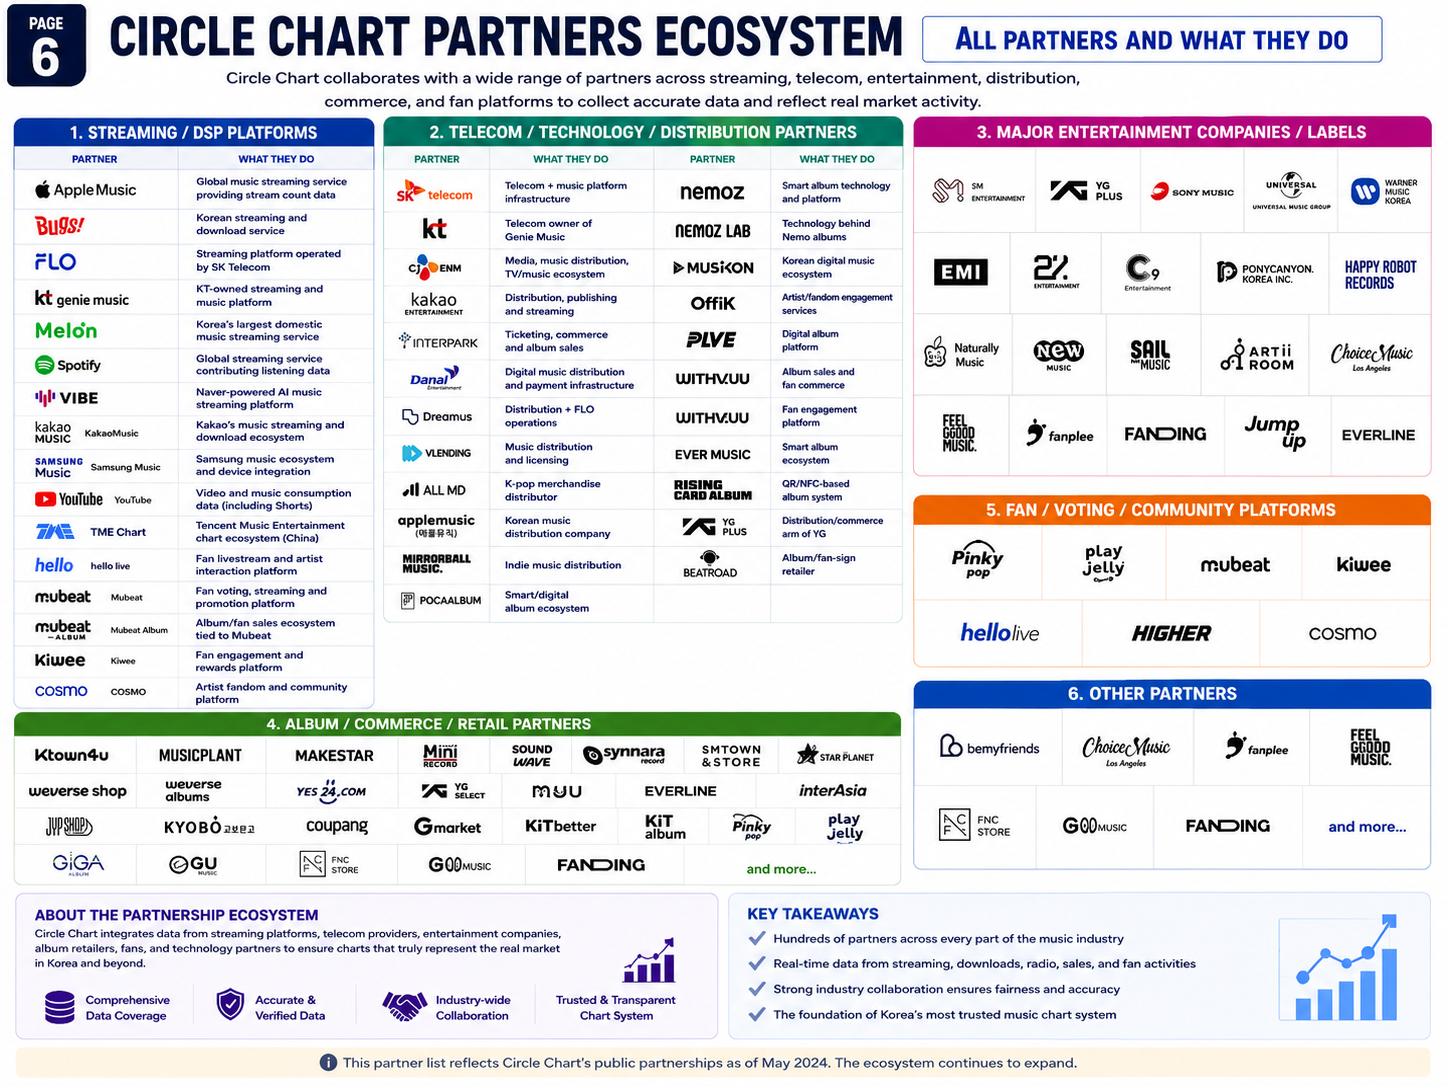 PAGE
6
CIRCLE CHART PARTNERS ECOSYSTEM
ALL PARTNERS AND WHAT THEY DO
Circle Chart collaborates with a wide range of partners across streaming, telecom, entertainment, distribution,
commerce, and fan platforms to collect accurate data and reflect real market activity.
1. STREAMING / DSP PLATFORMS
PARTNER WHAT THEY DO
Apple Music
Global music streaming service
providing stream count data
Bugs!
Korean streaming and
download service
FLO
Streaming platform operated
by SK Telecom
kt genie music
KT-owned streaming and
music platform
Melon
Korea's largest domestic
music streaming service
Spotify
Global streaming service
contributing listening data
VIBE
Naver-powered AI music
streaming platform
kakao
MUSIC KakaoMusic
Kakao's music streaming and
download ecosystem
SAMSUNG
Music Samsung Music
Samsung music ecosystem
and device integration
YouTube YouTube
Video and music consumption
data (including Shorts)
TME TME Chart
Tencent Music Entertainment
chart ecosystem (China)
hello hello live
Fan livestream and artist
interaction platform
mubeat Mubeat
Fan voting, streaming and
promotion platform
mubeat
—ALBUM Mubeat Album
Album/fan sales ecosystem
tied to Mubeat
Kiwee Kiwee
Fan engagement and
rewards platform
COSMO COSMO
Artist fandom and community
platform
2. TELECOM / TECHNOLOGY / DISTRIBUTION PARTNERS
PARTNER WHAT THEY DO PARTNER WHAT THEY DO
SK telecom
Telecom + music platform
infrastructure
nemoz
Smart album technology
and platform
kt
Telecom owner of
Genie Music
NEMOZ LAB
Technology behind
Nemo albums
CJ ENM
Media, music distribution,
TV/music ecosystem
MUSIKON
Korean digital music
ecosystem
kakao
ENTERTAINMENT
Distribution, publishing
and streaming
OffiK
Artist/fandom engagement
services
INTERPARK
Ticketing, commerce
and album sales
PLVE
Digital album
platform
Danal
Entertainment
Digital music distribution
and payment infrastructure
WITHV.UU
Album sales and
fan commerce
Dreamus
Distribution + FLO
operations
WITHV.UU
Fan engagement
platform
VLENDING
Music distribution
and licensing
EVER MUSIC
Smart album
ecosystem
ALL MD
K-pop merchandise
distributor
RISING
CARD ALBUM
QR/NFC-based
album system
applemusic
Korean music
distribution company
YG
PLUS
Distribution/commerce
arm of YG
MIRRORBALL
MUSIC.
Indie music distribution
BEATROAD
Album/fan-sign
retailer
POCAALBUM
Smart/digital
album ecosystem
3. MAJOR ENTERTAINMENT COMPANIES / LABELS
SM
ENTERTAINMENT
YG
PLUS
SONY MUSIC
UNIVERSAL
UNIVERSAL MUSIC GROUP
WARNER
MUSIC
KOREA
EMI
ENTERTAINMENT
C9
Entertainment
PONYCANYON.
KOREA INC.
HAPPY ROBOT
RECORDS
Naturally
Music
New
MUSIC
SAIL
MUSIC
ARTii
ROOM
Choice Music
Los Angeles
FEEL
GOOD
MUSIC.
fanplee
FANDING
Jump
up
EVERLINE
4. ALBUM / COMMERCE / RETAIL PARTNERS
Ktown4u
MUSICPLANT
MAKESTAR
Mini
RECORD
SOUND
WAVE
synnara
record
SMTOWN
&STORE
STAR PLANET
weverse shop
weverse
albums
YES24.COM
YG
SELECT
MUU
EVERLINE
interAsia
JYP SHOP
KYOBO
coupang
Gmarket
KiTbetter
KiT
album
Pinky
pop
play
jelly
GIGA
ALBUM
GU
MUSIC
FNC
STORE
GOOMUSIC
FANDING
and more...
5. FAN / VOTING / COMMUNITY PLATFORMS
Pinky
pop
play
jelly
mubeat
kiwee
hellolive
HIGHER
cosmo
6. OTHER PARTNERS
bemyfriends
Choice Music
Los Angeles
fanplee
FEEL
GOOD
MUSIC.
FNC
STORE
GOOMUSIC
FANDING
and more...
ABOUT THE PARTNERSHIP ECOSYSTEM
Circle Chart integrates data from streaming platforms, telecom providers, entertainment companies,
album retailers, fans, and technology partners to ensure charts that truly represent the real market
in Korea and beyond.
Comprehensive
Data Coverage
Accurate &
Verified Data
Industry-wide
Collaboration
Trusted & Transparent
Chart System
KEY TAKEAWAYS
Hundreds of partners across every part of the music industry
Real-time data from streaming, downloads, radio, sales, and fan activities
Strong industry collaboration ensures fairness and accuracy
The foundation of Korea's most trusted music chart system
This partner list reflects Circle Chart's public partnerships as of May 2024. The ecosystem continues to expand.